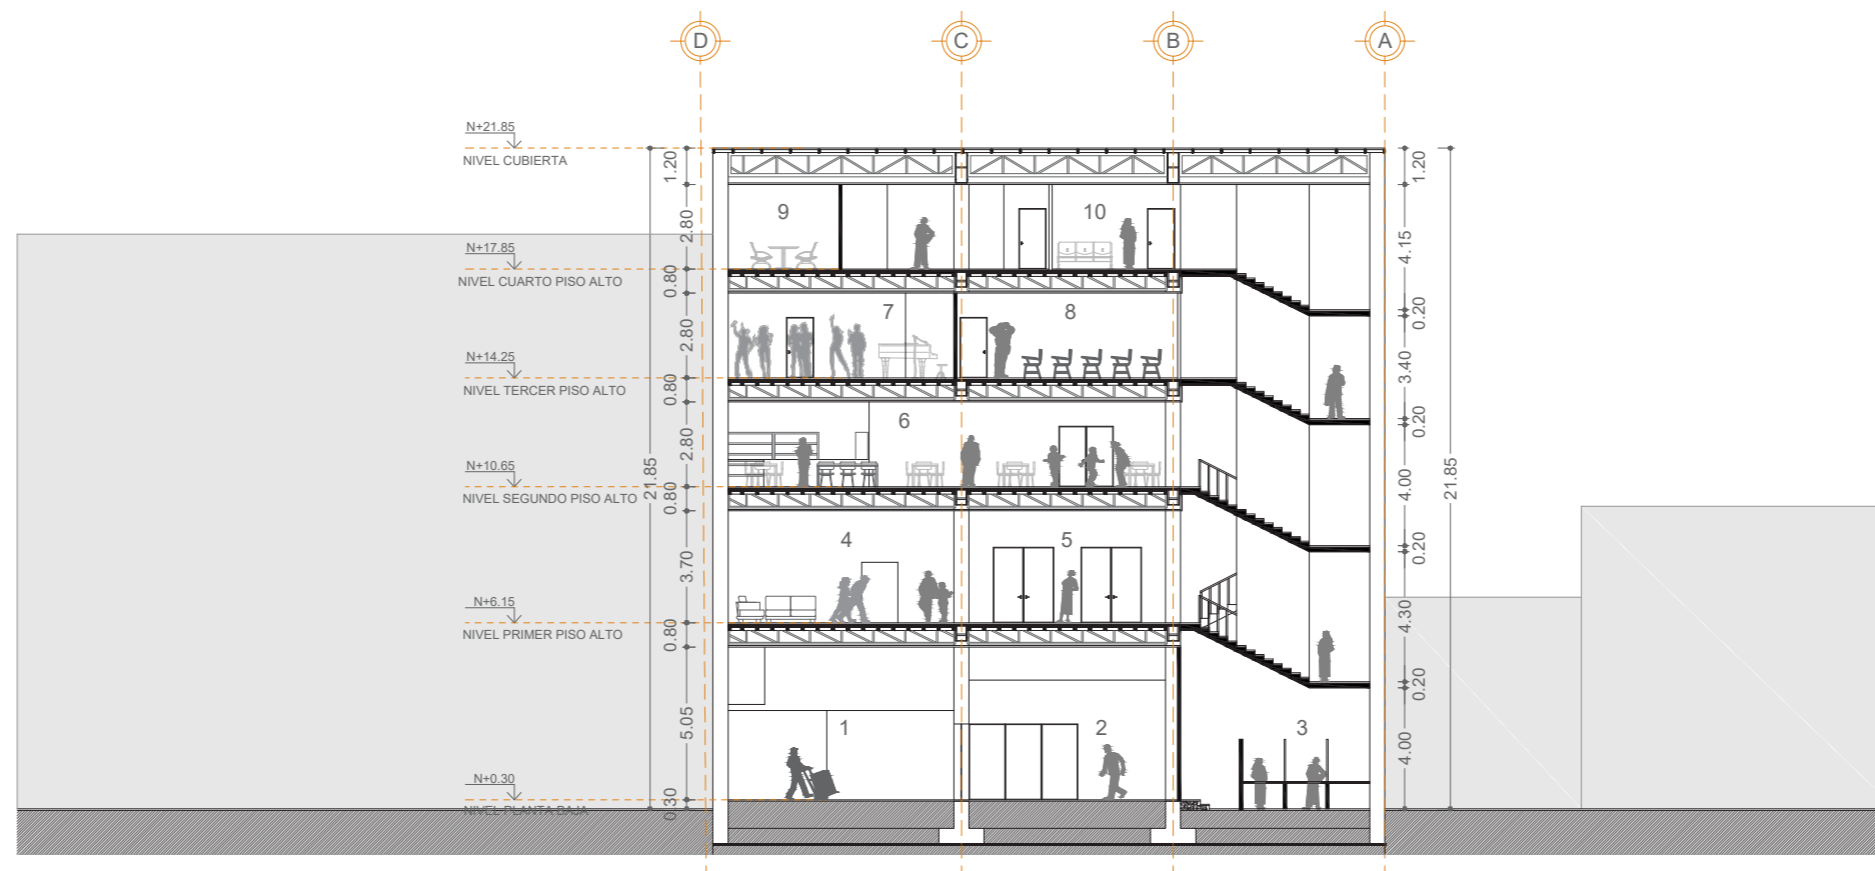 D C B A
N+21.85
NIVEL CUBIERTA
1.20
1.20
9
10
2.80
4.15
N+17.85
NIVEL CUARTO PISO ALTO
0.80
0.20
7
8
2.80
3.40
N+14.25
NIVEL TERCER PISO ALTO
0.80
0.20
6
2.80
4.00
N+10.65
NIVEL SEGUNDO PISO ALTO
21.85
0.80
21.85
0.20
4
5
3.70
4.30
N+6.15
NIVEL PRIMER PISO ALTO
0.80
0.20
1
2
3
5.05
4.00
N+0.30
NIVEL PLANTA BAJA
0.30